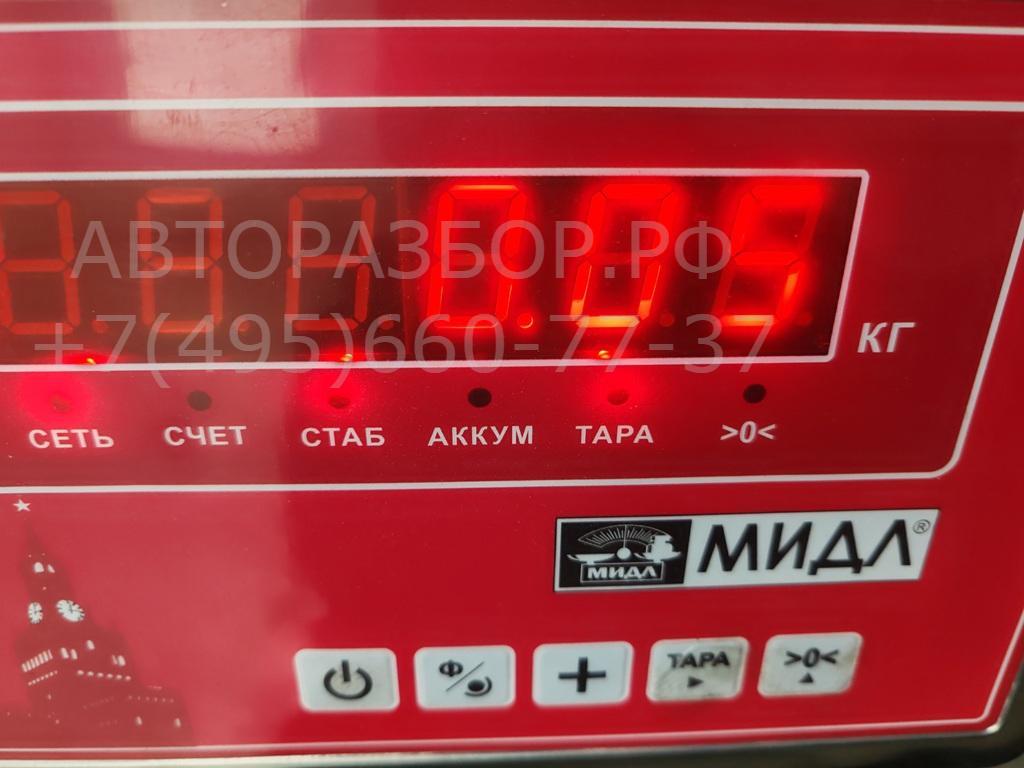 0.05
АВТОРАЗБОР.РФ
+7(495)660-77-37
КГ
СЕТЬ СЧЕТ СТАБ АККУМ ТАРА >0<
МИДЛ МИДЛ®
Ф ТАРА >0<